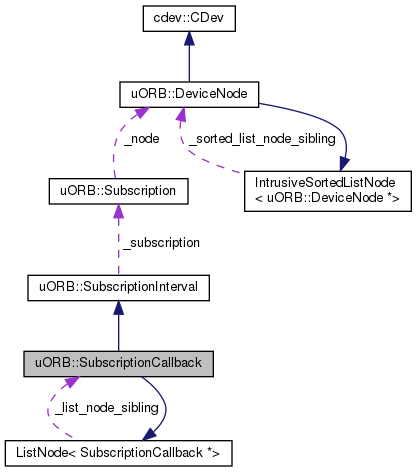 cdev::CDev
uORB::DeviceNode
_node
_sorted_list_node_sibling
uORB::Subscription
IntrusiveSortedListNode
< uORB::DeviceNode *>
_subscription
uORB::SubscriptionInterval
uORB::SubscriptionCallback
_list_node_sibling
ListNode< SubscriptionCallback *>